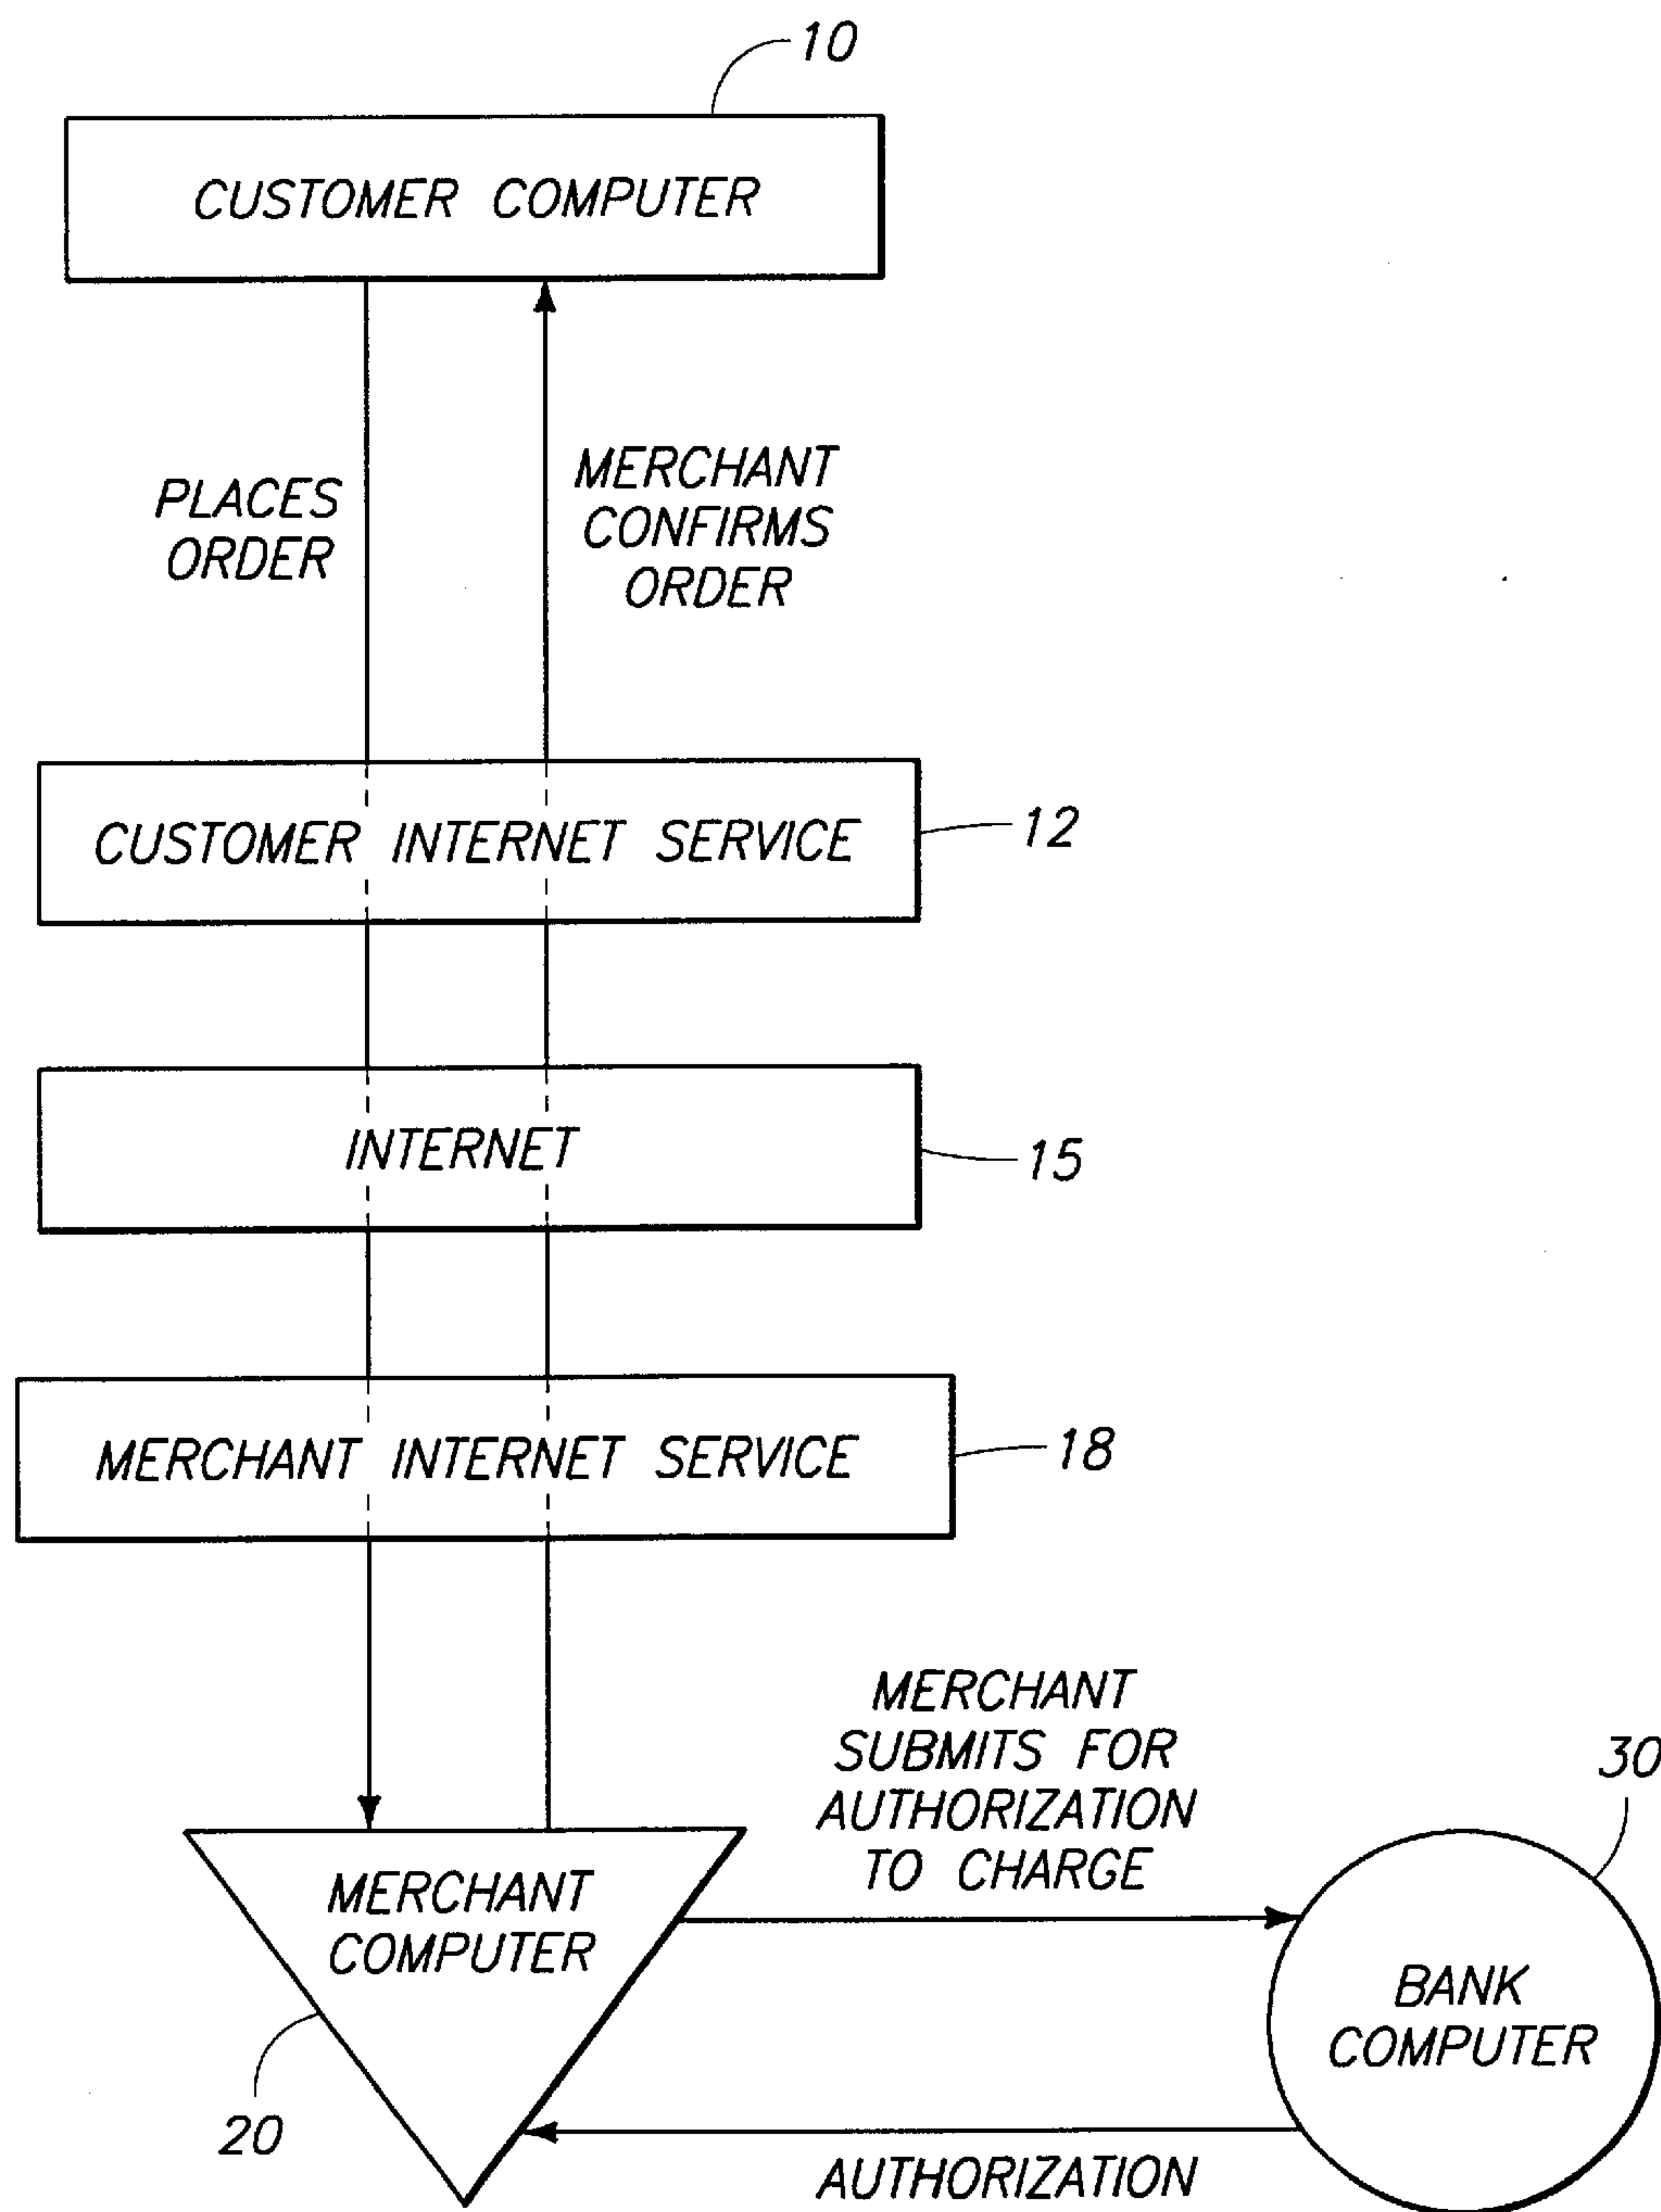 10
CUSTOMER COMPUTER
PLACES
ORDER
MERCHANT
CONFIRMS
ORDER
CUSTOMER INTERNET SERVICE
12
INTERNET
15
MERCHANT INTERNET SERVICE
18
MERCHANT
SUBMITS FOR
AUTHORIZATION
TO CHARGE
30
MERCHANT
COMPUTER
BANK
COMPUTER
20
AUTHORIZATION